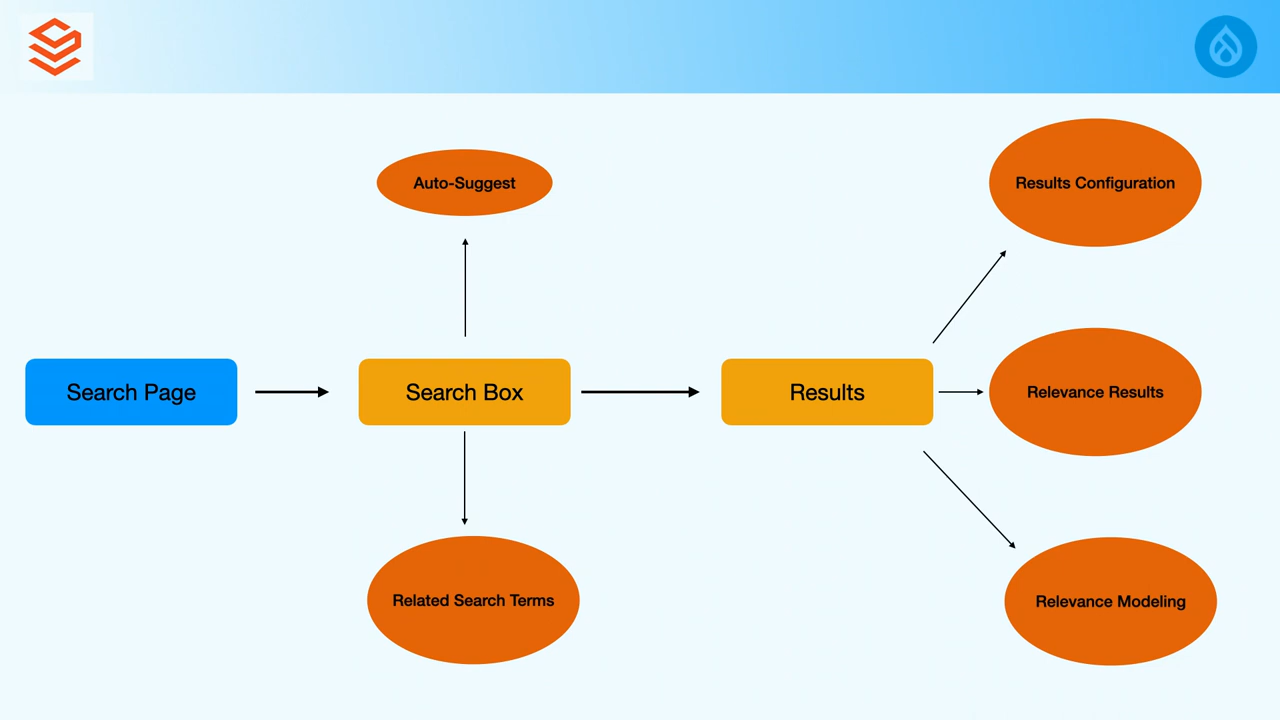 Auto-Suggest
Results Configuration
Search Page
Search Box
Results
Relevance Results
Related Search Terms
Relevance Modeling